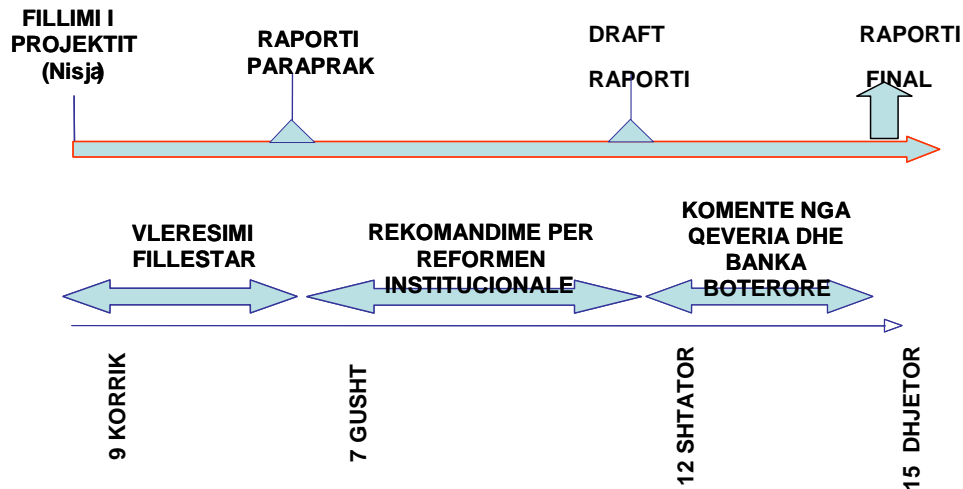 FILLIMI I
PROJEKTIT
(Nisja)
RAPORTI
PARAPRAK
DRAFT
RAPORTI
RAPORTI
FINAL
VLERESIMI
FILLESTAR
REKOMANDIME PER
REFORMEN
INSTITUCIONALE
KOMENTE NGA
QEVERIA DHE
BANKA
BOTERORE
9 KORRIK
7 GUSHT
12 SHTATOR
15 DHJETOR